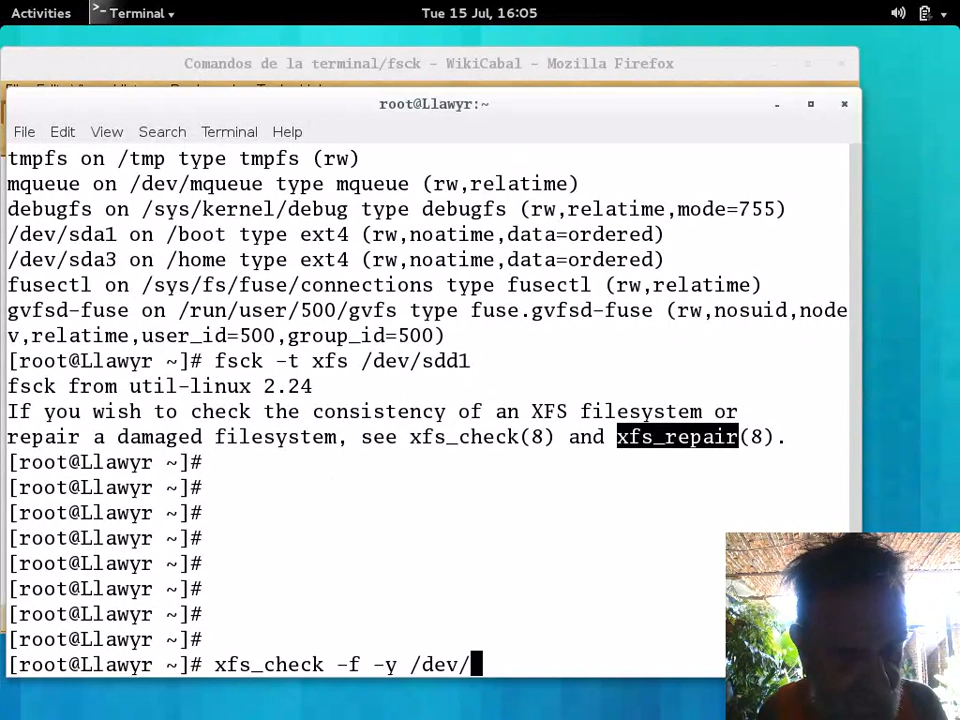 Activities Terminal Tue 15 Jul, 16:05
Comandos de la terminal/fsck - WikiCabal - Mozilla Firefox
root@Llawyr:~
File Edit View Search Terminal Help
tmpfs on /tmp type tmpfs (rw)
mqueue on /dev/mqueue type mqueue (rw,relatime)
debugfs on /sys/kernel/debug type debugfs (rw,relatime,mode=755)
/dev/sda1 on /boot type ext4 (rw,noatime,data=ordered)
/dev/sda3 on /home type ext4 (rw,noatime,data=ordered)
fusectl on /sys/fs/fuse/connections type fusectl (rw,relatime)
gvfsd-fuse on /run/user/500/gvfs type fuse.gvfsd-fuse (rw,nosuid,node
v,relatime,user_id=500,group_id=500)
[root@Llawyr ~]# fsck -t xfs /dev/sdd1
fsck from util-linux 2.24
If you wish to check the consistency of an XFS filesystem or
repair a damaged filesystem, see xfs_check(8) and xfs_repair(8).
[root@Llawyr ~]#
[root@Llawyr ~]#
[root@Llawyr ~]#
[root@Llawyr ~]#
[root@Llawyr ~]#
[root@Llawyr ~]#
[root@Llawyr ~]#
[root@Llawyr ~]#
[root@Llawyr ~]# xfs_check -f -y /dev/